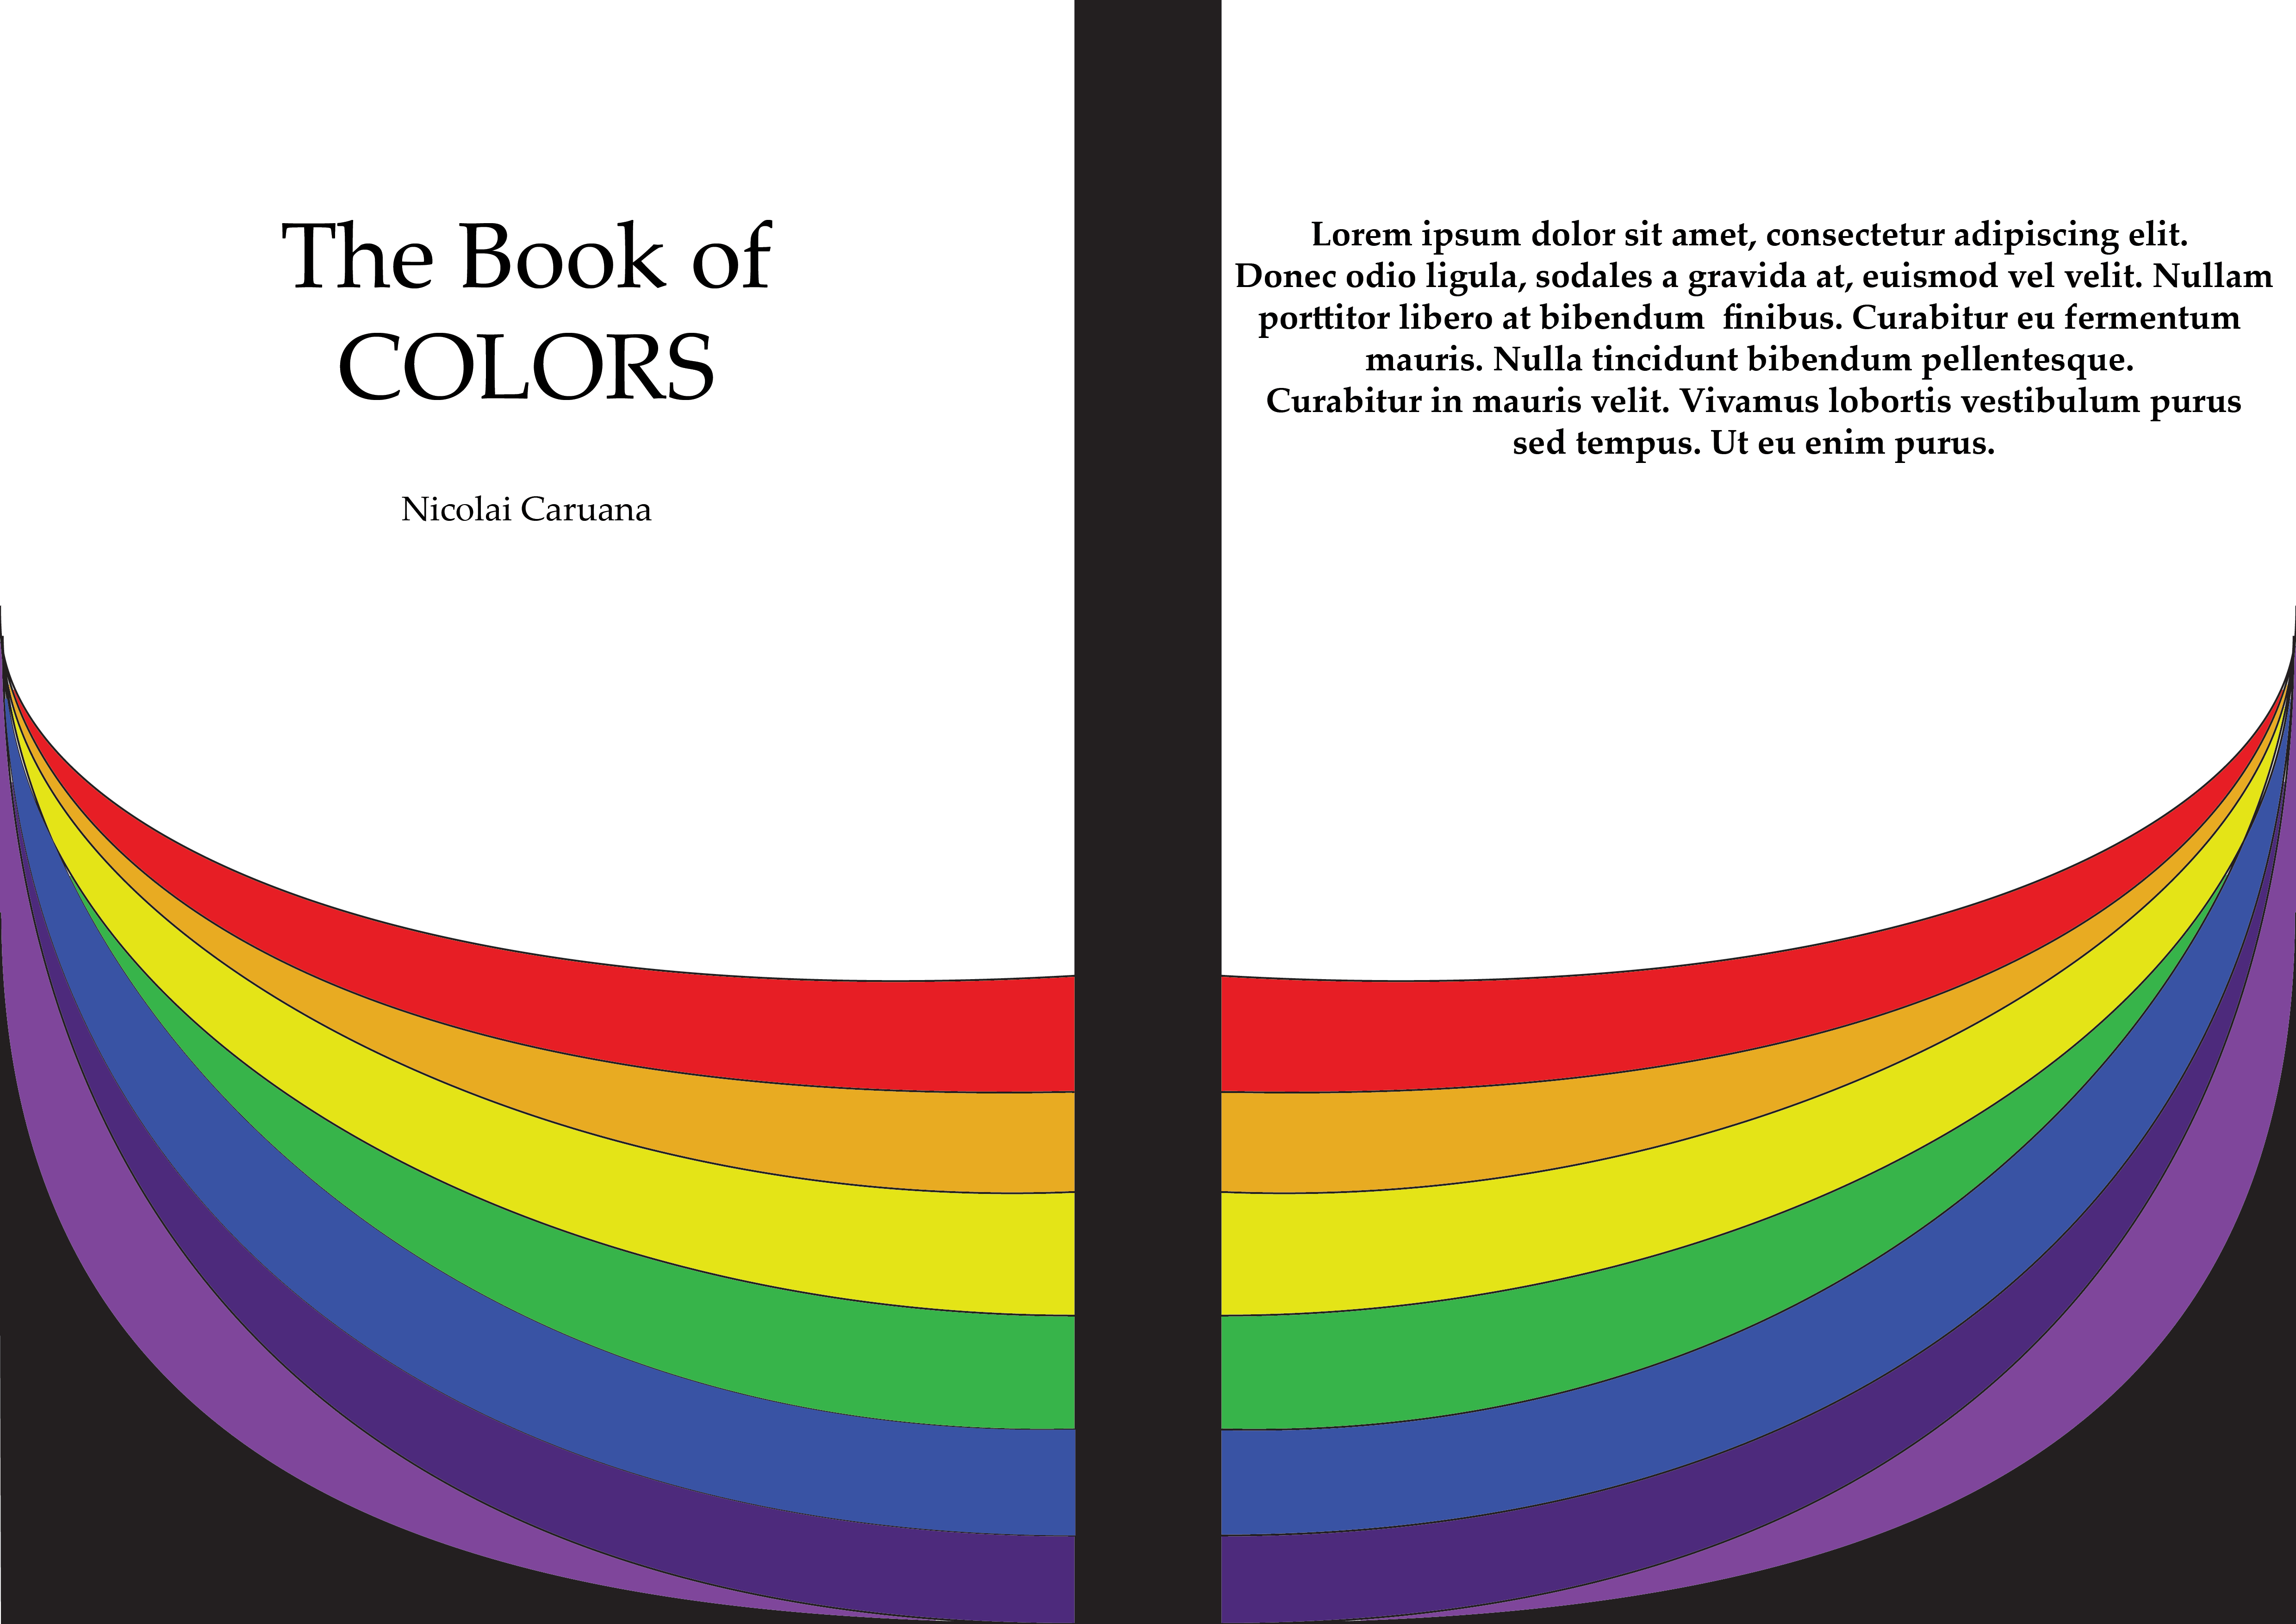 The Book of
COLORS
Nicolai Caruana
Lorem ipsum dolor sit amet, consectetur adipiscing elit.
Donec odio ligula, sodales a gravida at, euismod vel velit. Nullam
porttitor libero at bibendum  finibus. Curabitur eu fermentum
mauris. Nulla tincidunt bibendum pellentesque.
Curabitur in mauris velit. Vivamus lobortis vestibulum purus
sed tempus. Ut eu enim purus.